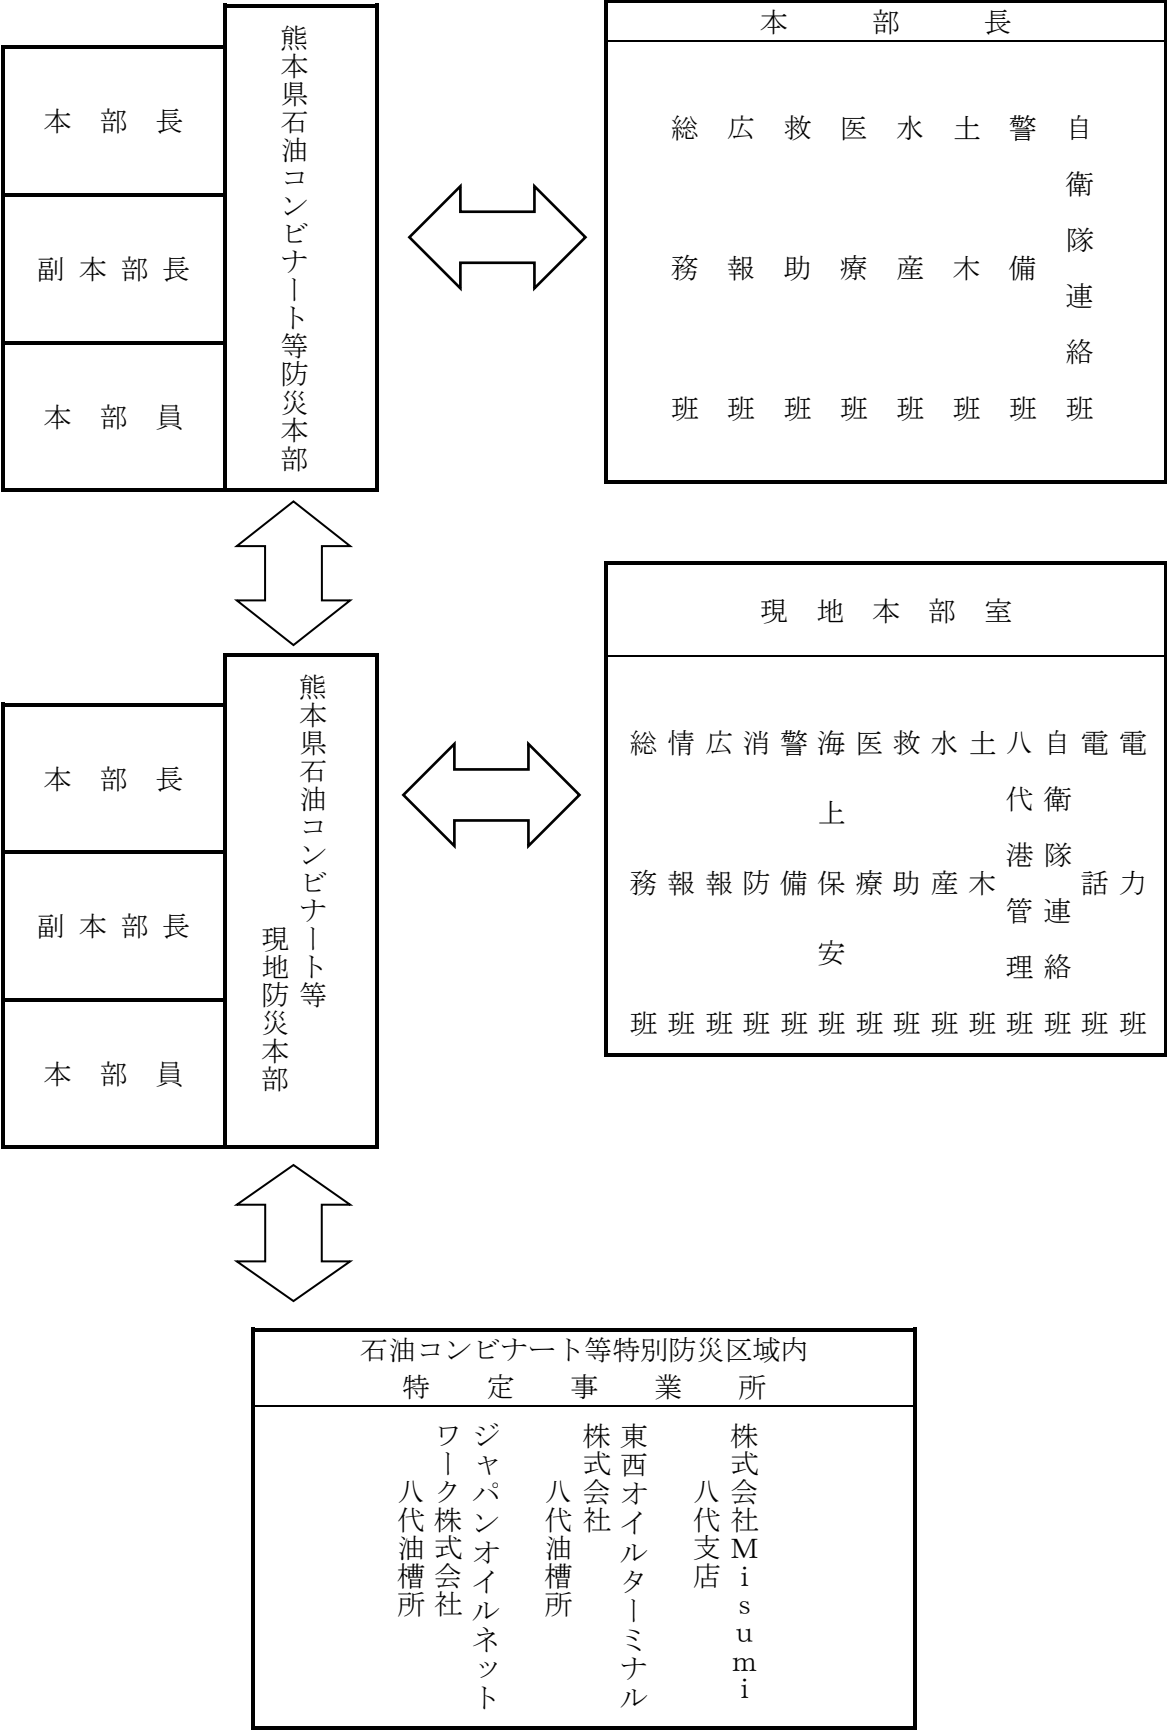 熊本県石油コンビナート等防災本部
本部長
副本部長
本部員
本部長
総務班
広報班
救助班
医療班
水産班
土木班
警備班
自衛隊連絡班
熊本県石油コンビナート等
現地防災本部
本部長
副本部長
本部員
現地本部室
総務班
情報班
広報班
消防班
警備班
海上保安班
医療班
救助班
水産班
土木班
八代港管理班
自衛隊連絡班
電話班
電力班
石油コンビナート等特別防災区域内
特定事業所
株式会社Misumi
八代支店
東西オイルターミナル
株式会社
八代油槽所
ジャパンオイルネット
ワーク株式会社
八代油槽所